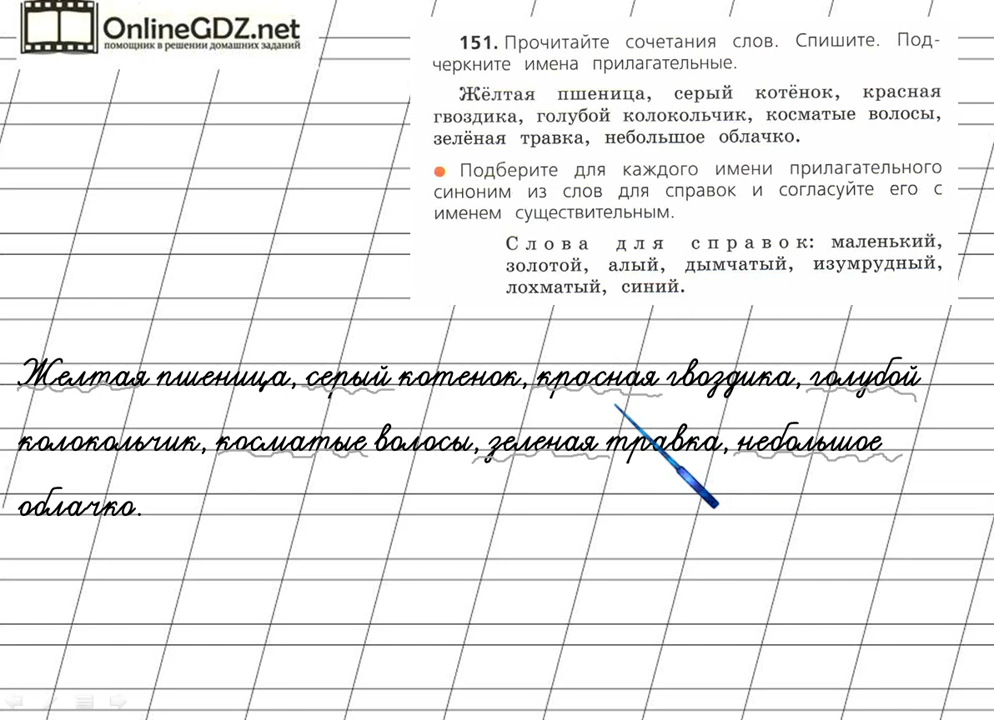 OnlineGDZ.net
помощник в решении домашних заданий
151. Прочитайте сочетания слов. Спишите. Под-
черкните имена прилагательные.
Жёлтая пшеница, серый котёнок, красная
гвоздика, голубой колокольчик, косматые волосы,
зелёная травка, небольшое облачко.
Подберите для каждого имени прилагательного
синоним из слов для справок и согласуйте его с
именем существительным.
Слова для справок: маленький,
золотой, алый, дымчатый, изумрудный,
лохматый, синий.
Желтая пшеница, серый котенок, красная гвоздика, голубой
колокольчик, косматые волосы, зеленая травка, небольшое
облачко.